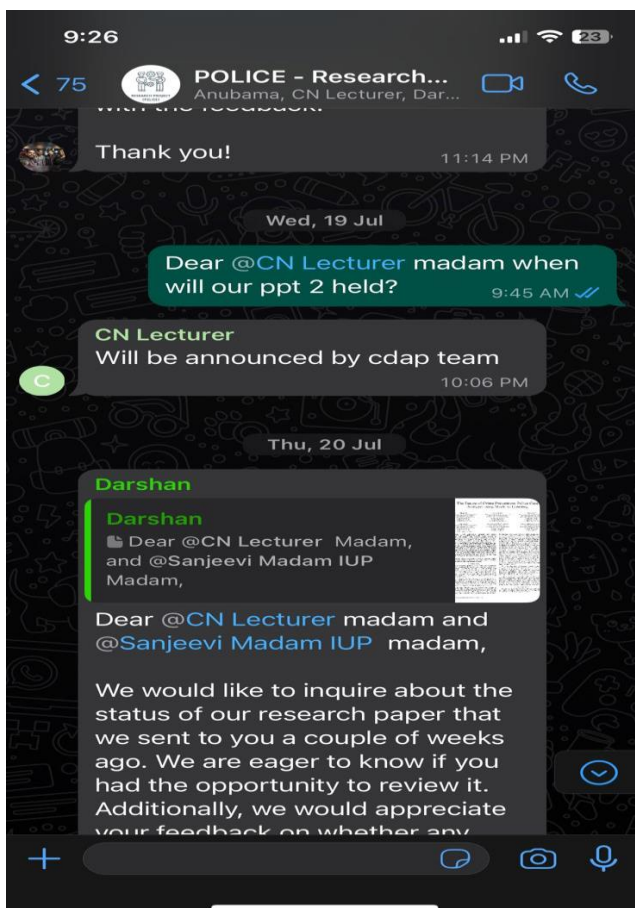 9:26
23
75
POLICE - Research...
Anubama, CN Lecturer, Dar...
with the feedback.
Thank you!
11:14 PM
Wed, 19 Jul
Dear @CN Lecturer madam when
will our ppt 2 held?
9:45 AM
CN Lecturer
Will be announced by cdap team
C
10:06 PM
Thu, 20 Jul
Darshan
Darshan
Dear @CN Lecturer Madam,
and @Sanjeevi Madam IUP
Madam,
Dear @CN Lecturer madam and
@Sanjeevi Madam IUP madam,
We would like to inquire about the
status of our research paper that
we sent to you a couple of weeks
ago. We are eager to know if you
had the opportunity to review it.
Additionally, we would appreciate
your feedback on whether any